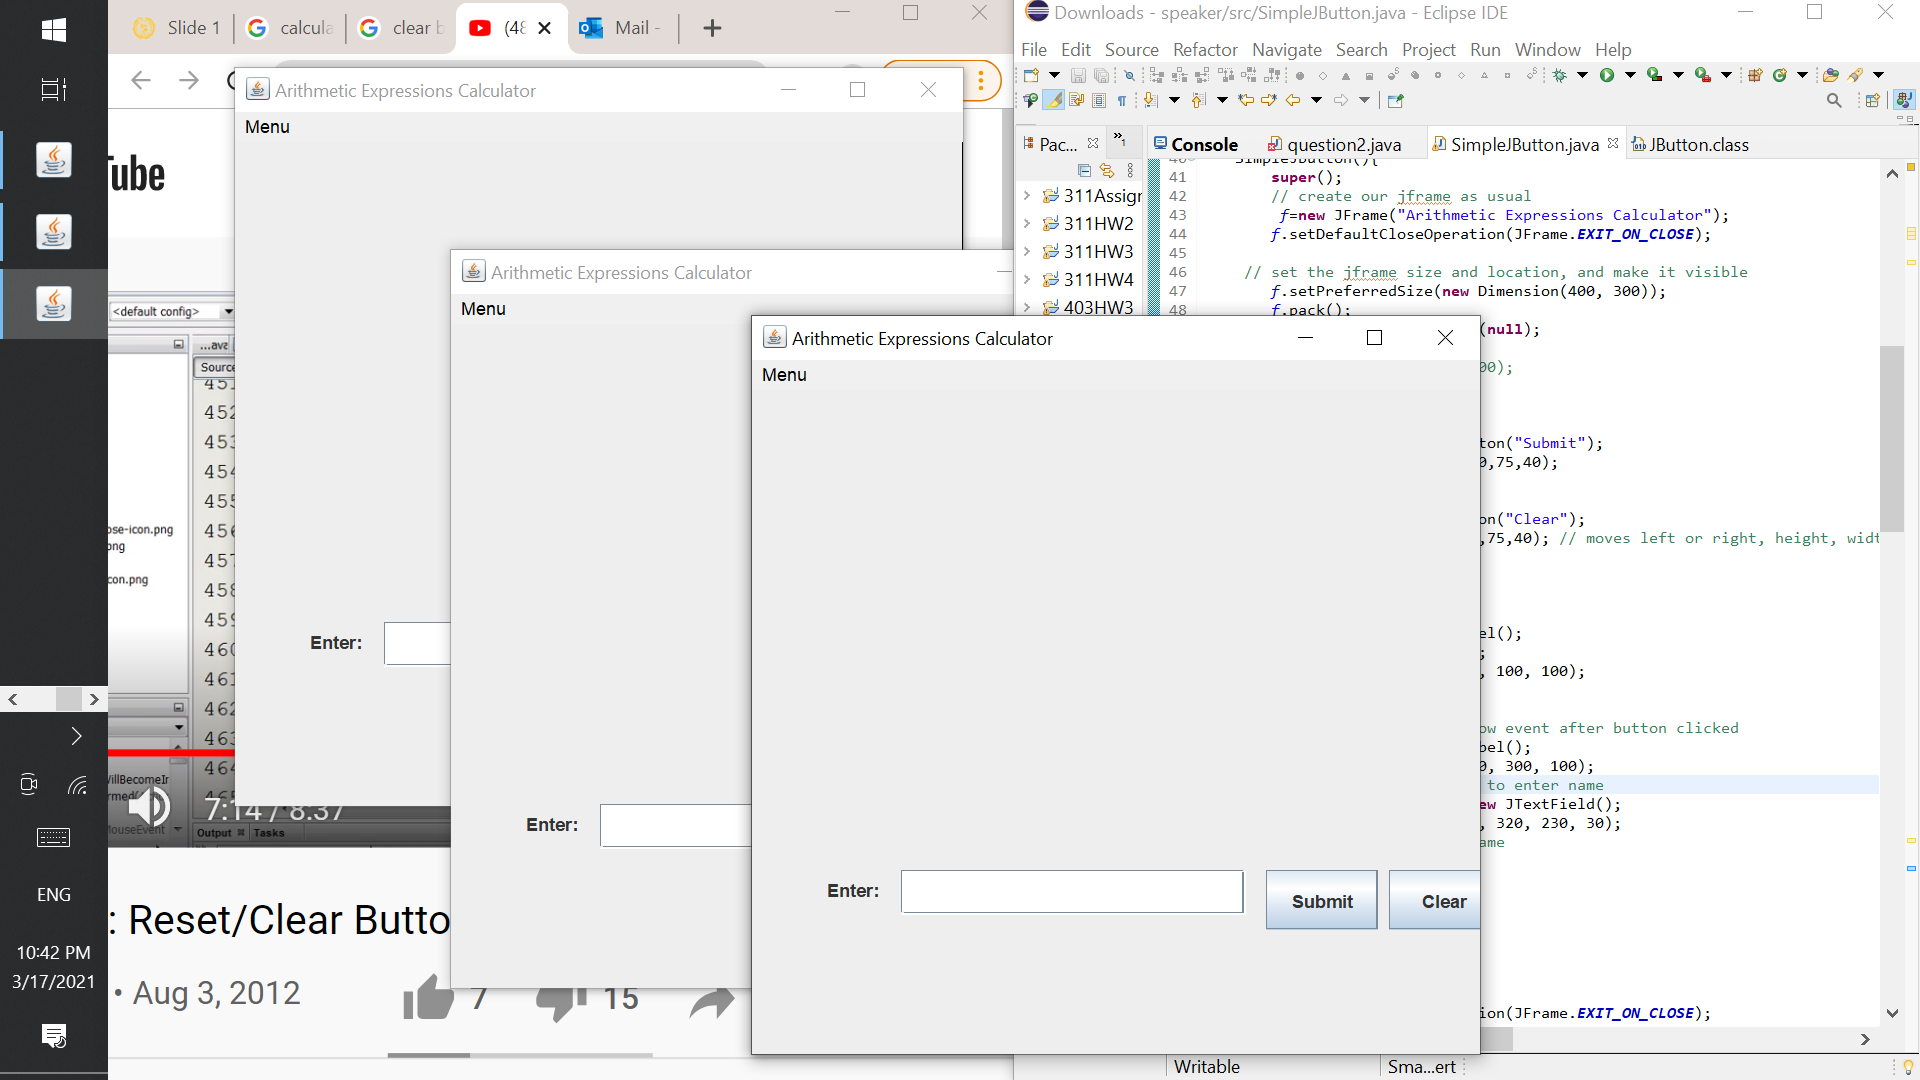 Slide 1
calcula
clear b
(48
Mail -
Tube
<default config>
...ava
Source
451
452
453
454
455
456
457
458
459
460
461
462
463
464
ose-icon.png
ong
con.png
WillBecomeIr
MouseEvent
Output
Tasks
7:14 / 8:37
: Reset/Clear Butto
• Aug 3, 2012
7
15
ENG
10:42 PM
3/17/2021
Arithmetic Expressions Calculator
Menu
Enter:
Arithmetic Expressions Calculator
Menu
Enter:
Arithmetic Expressions Calculator
Menu
Enter:
Submit
Clear
Downloads - speaker/src/SimpleJButton.java - Eclipse IDE
File Edit Source Refactor Navigate Search Project Run Window Help
Pac...
»1
Console
question2.java
SimpleJButton.java
JButton.class
311Assigr
311HW2
311HW3
311HW4
403HW3
40 SimpleJButton(){
41 super();
42 // create our jframe as usual
43 f=new JFrame("Arithmetic Expressions Calculator");
44 f.setDefaultCloseOperation(JFrame.EXIT_ON_CLOSE);
45
46 // set the jframe size and location, and make it visible
47 f.setPreferredSize(new Dimension(400, 300));
48 f.pack();
(null);
00);
ton("Submit");
0,75,40);
on("Clear");
,75,40); // moves left or right, height, widt
el();
;
, 100, 100);
ow event after button clicked
bel();
0, 300, 100);
to enter name
ew JTextField();
, 320, 230, 30);
ame
ion(JFrame.EXIT_ON_CLOSE);
Writable
Sma...ert